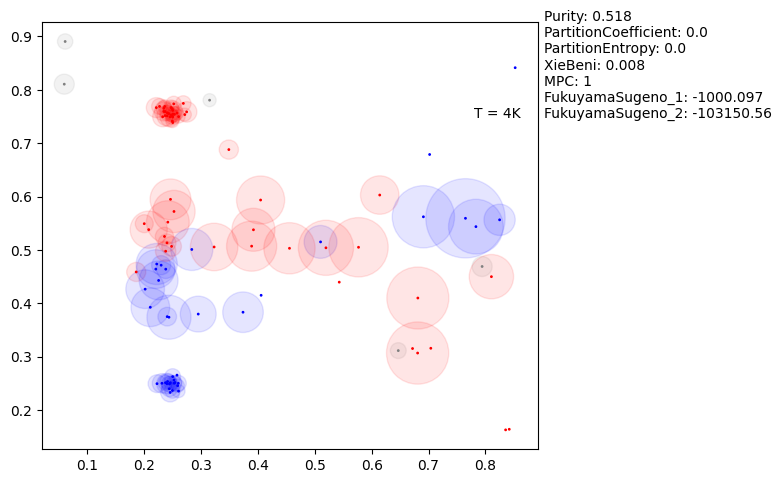 Purity: 0.518
PartitionCoefficient: 0.0
PartitionEntropy: 0.0
XieBeni: 0.008
MPC: 1
FukuyamaSugeno_1: -1000.097
FukuyamaSugeno_2: -103150.56
T = 4K
0.9
0.8
0.7
0.6
0.5
0.4
0.3
0.2
0.1 0.2 0.3 0.4 0.5 0.6 0.7 0.8